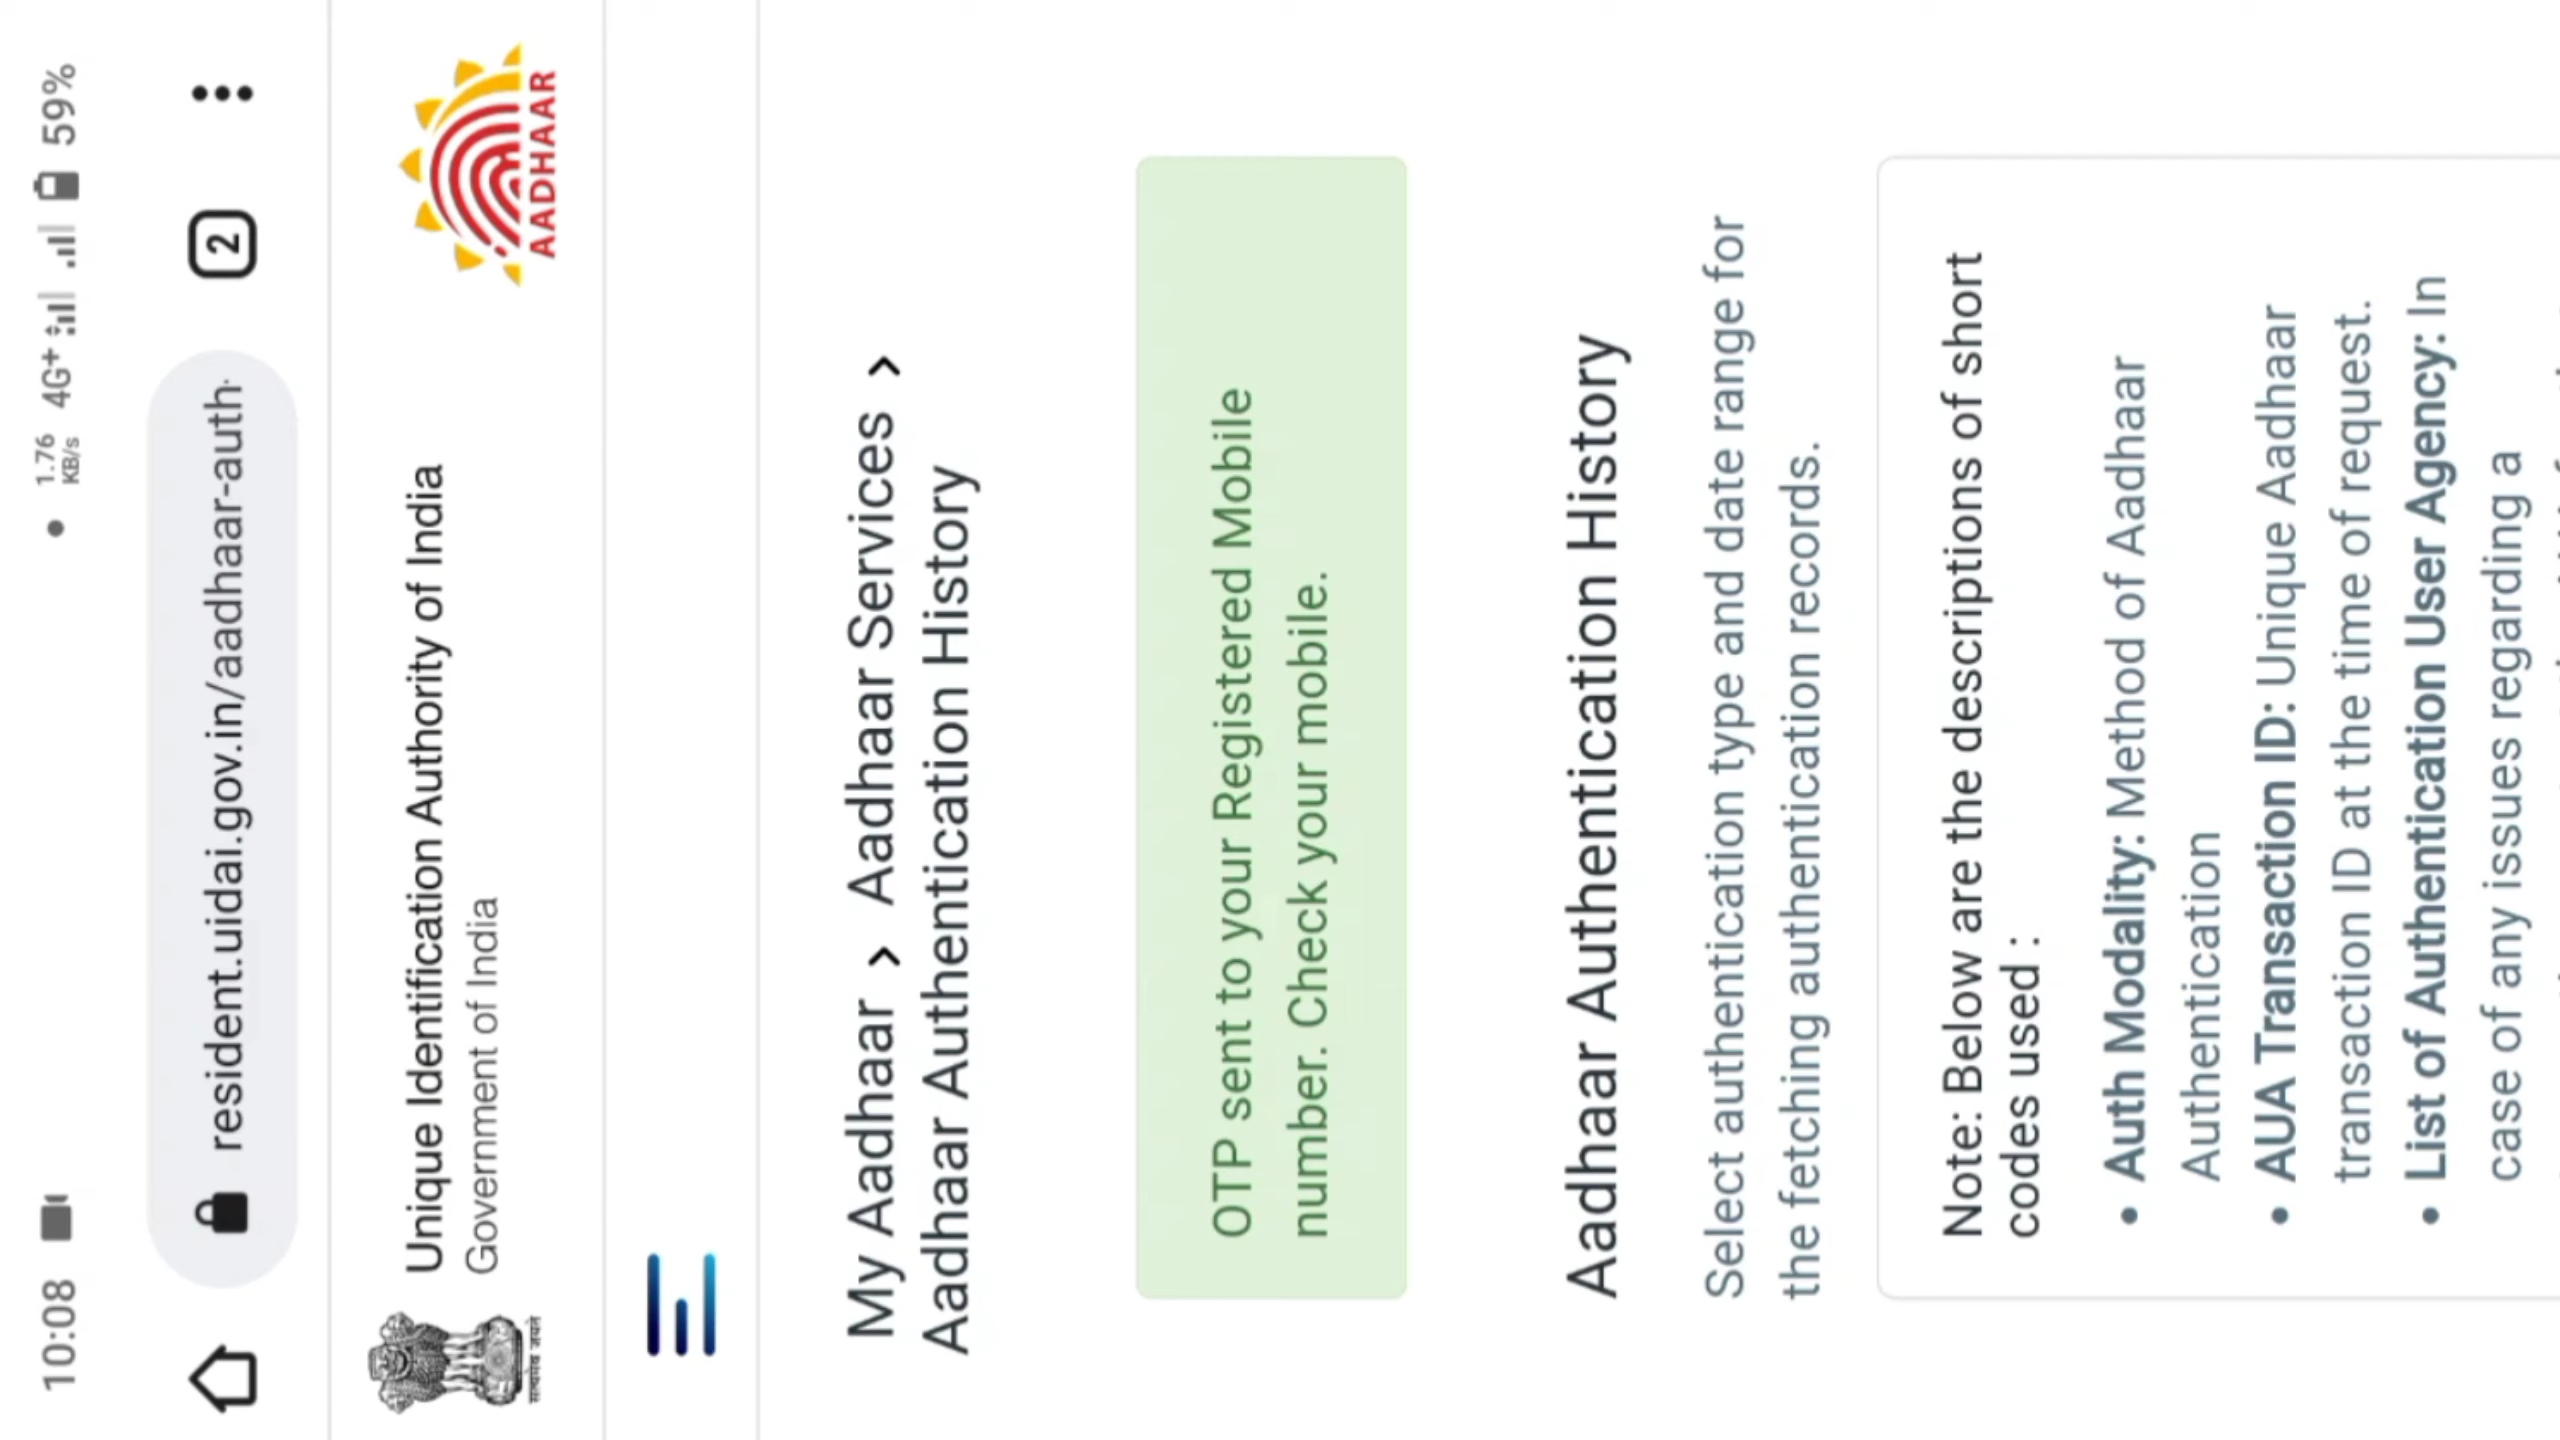 10:08
1.76
KB/s
4G+
59%
resident.uidai.gov.in/aadhaar-auth
2
Unique Identification Authority of India
Government of India
सत्यमेव जयते
AADHAAR
My Aadhaar > Aadhaar Services >
Aadhaar Authentication History
OTP sent to your Registered Mobile
number. Check your mobile.
Aadhaar Authentication History
Select authentication type and date range for
the fetching authentication records.
Note: Below are the descriptions of short
codes used :
• Auth Modality: Method of Aadhaar
Authentication
• AUA Transaction ID: Unique Aadhaar
transaction ID at the time of request.
• List of Authentication User Agency: In
case of any issues regarding a